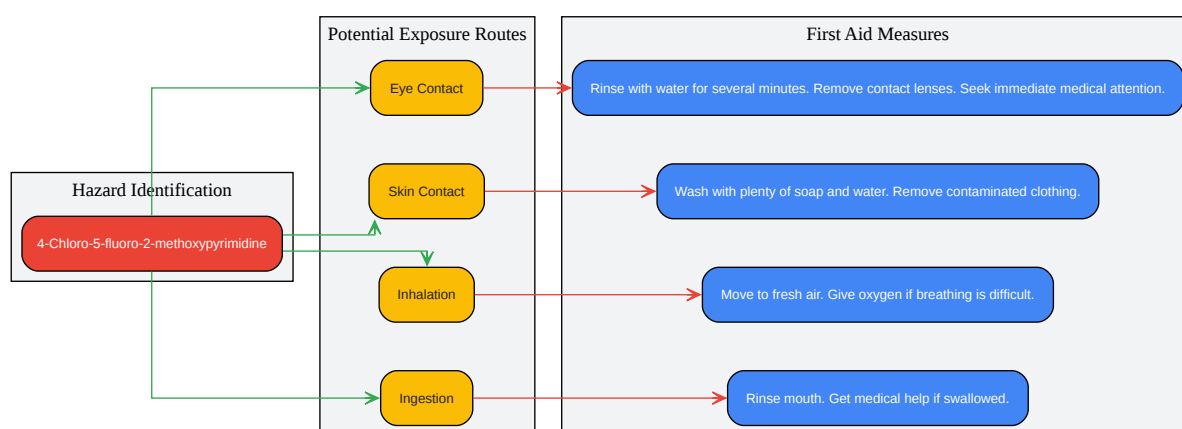 Potential Exposure Routes
First Aid Measures
Eye Contact
Rinse with water for several minutes. Remove contact lenses. Seek immediate medical attention.
Hazard Identification
Skin Contact
Wash with plenty of soap and water. Remove contaminated clothing.
4-Chloro-5-fluoro-2-methoxypyrimidine
Inhalation
Move to fresh air. Give oxygen if breathing is difficult.
Ingestion
Rinse mouth. Get medical help if swallowed.